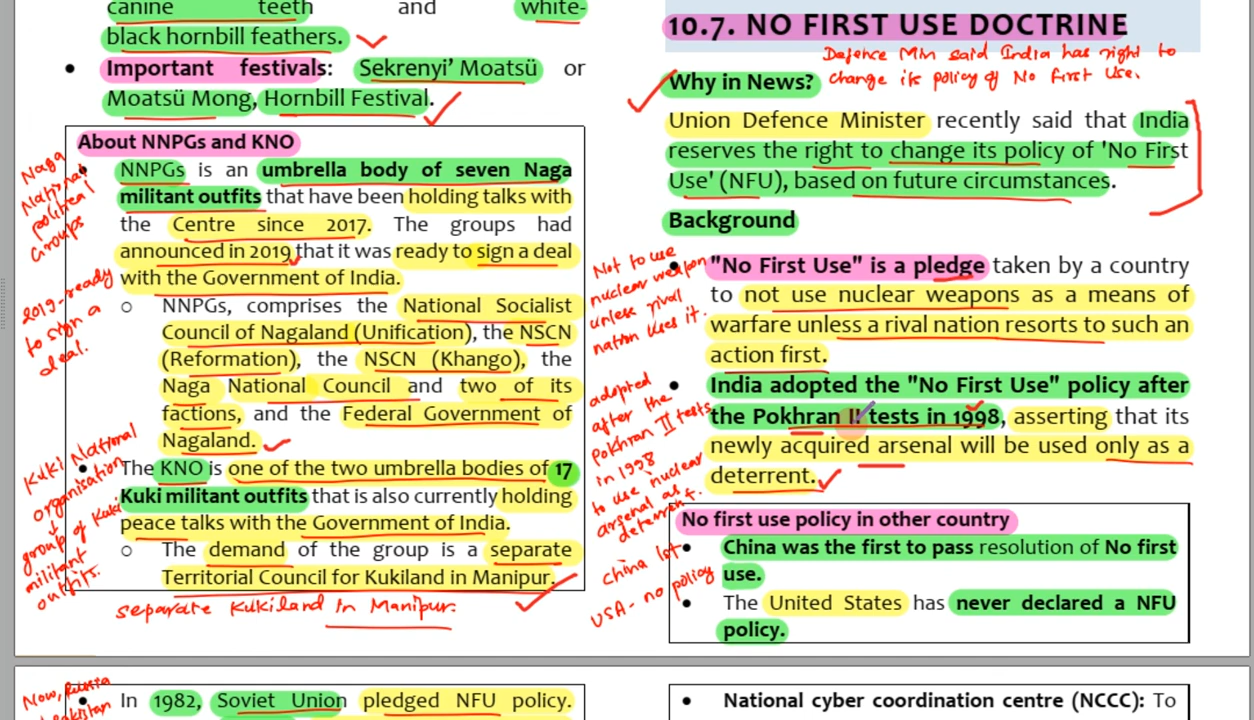 canine teeth and white-
black hornbill feathers.
• Important festivals: Sekrenyi' Moatsü or
Moatsü Mong, Hornbill Festival.
About NNPGs and KNO
• NNPGs is an umbrella body of seven Naga
militant outfits that have been holding talks with
the Centre since 2017. The groups had
announced in 2019 that it was ready to sign a deal
with the Government of India.
o NNPGs, comprises the National Socialist
Council of Nagaland (Unification), the NSCN
(Reformation), the NSCN (Khango), the
Naga National Council and two of its
factions, and the Federal Government of
Nagaland.
• The KNO is one of the two umbrella bodies of 17
Kuki militant outfits that is also currently holding
peace talks with the Government of India.
o The demand of the group is a separate
Territorial Council for Kukiland in Manipur.
separate Kukiland in Manipur.
Naga
National
political
Groups
2019-ready
to sign a
deal.
Kuki National
organisation
group of Kuki
militant
outfits.
10.7. NO FIRST USE DOCTRINE
Defence Min said India has right to
change its policy of No First Use.
Why in News?
Union Defence Minister recently said that India
reserves the right to change its policy of 'No First
Use' (NFU), based on future circumstances.
Background
• "No First Use" is a pledge taken by a country
to not use nuclear weapons as a means of
warfare unless a rival nation resorts to such an
action first.
• India adopted the "No First Use" policy after
the Pokhran II tests in 1998, asserting that its
newly acquired arsenal will be used only as a
deterrent.
Not to use
nuclear weapon
unless rival
nation uses it.
adopted
after the
Pokhran II tests
in 1998
to use nuclear
arsenal as
deterrent.
China 1st
USA - no policy
No first use policy in other country
• China was the first to pass resolution of No first
use.
• The United States has never declared a NFU
policy.
Now, Russia
• In 1982, Soviet Union pledged NFU policy.
• National cyber coordination centre (NCCC): To